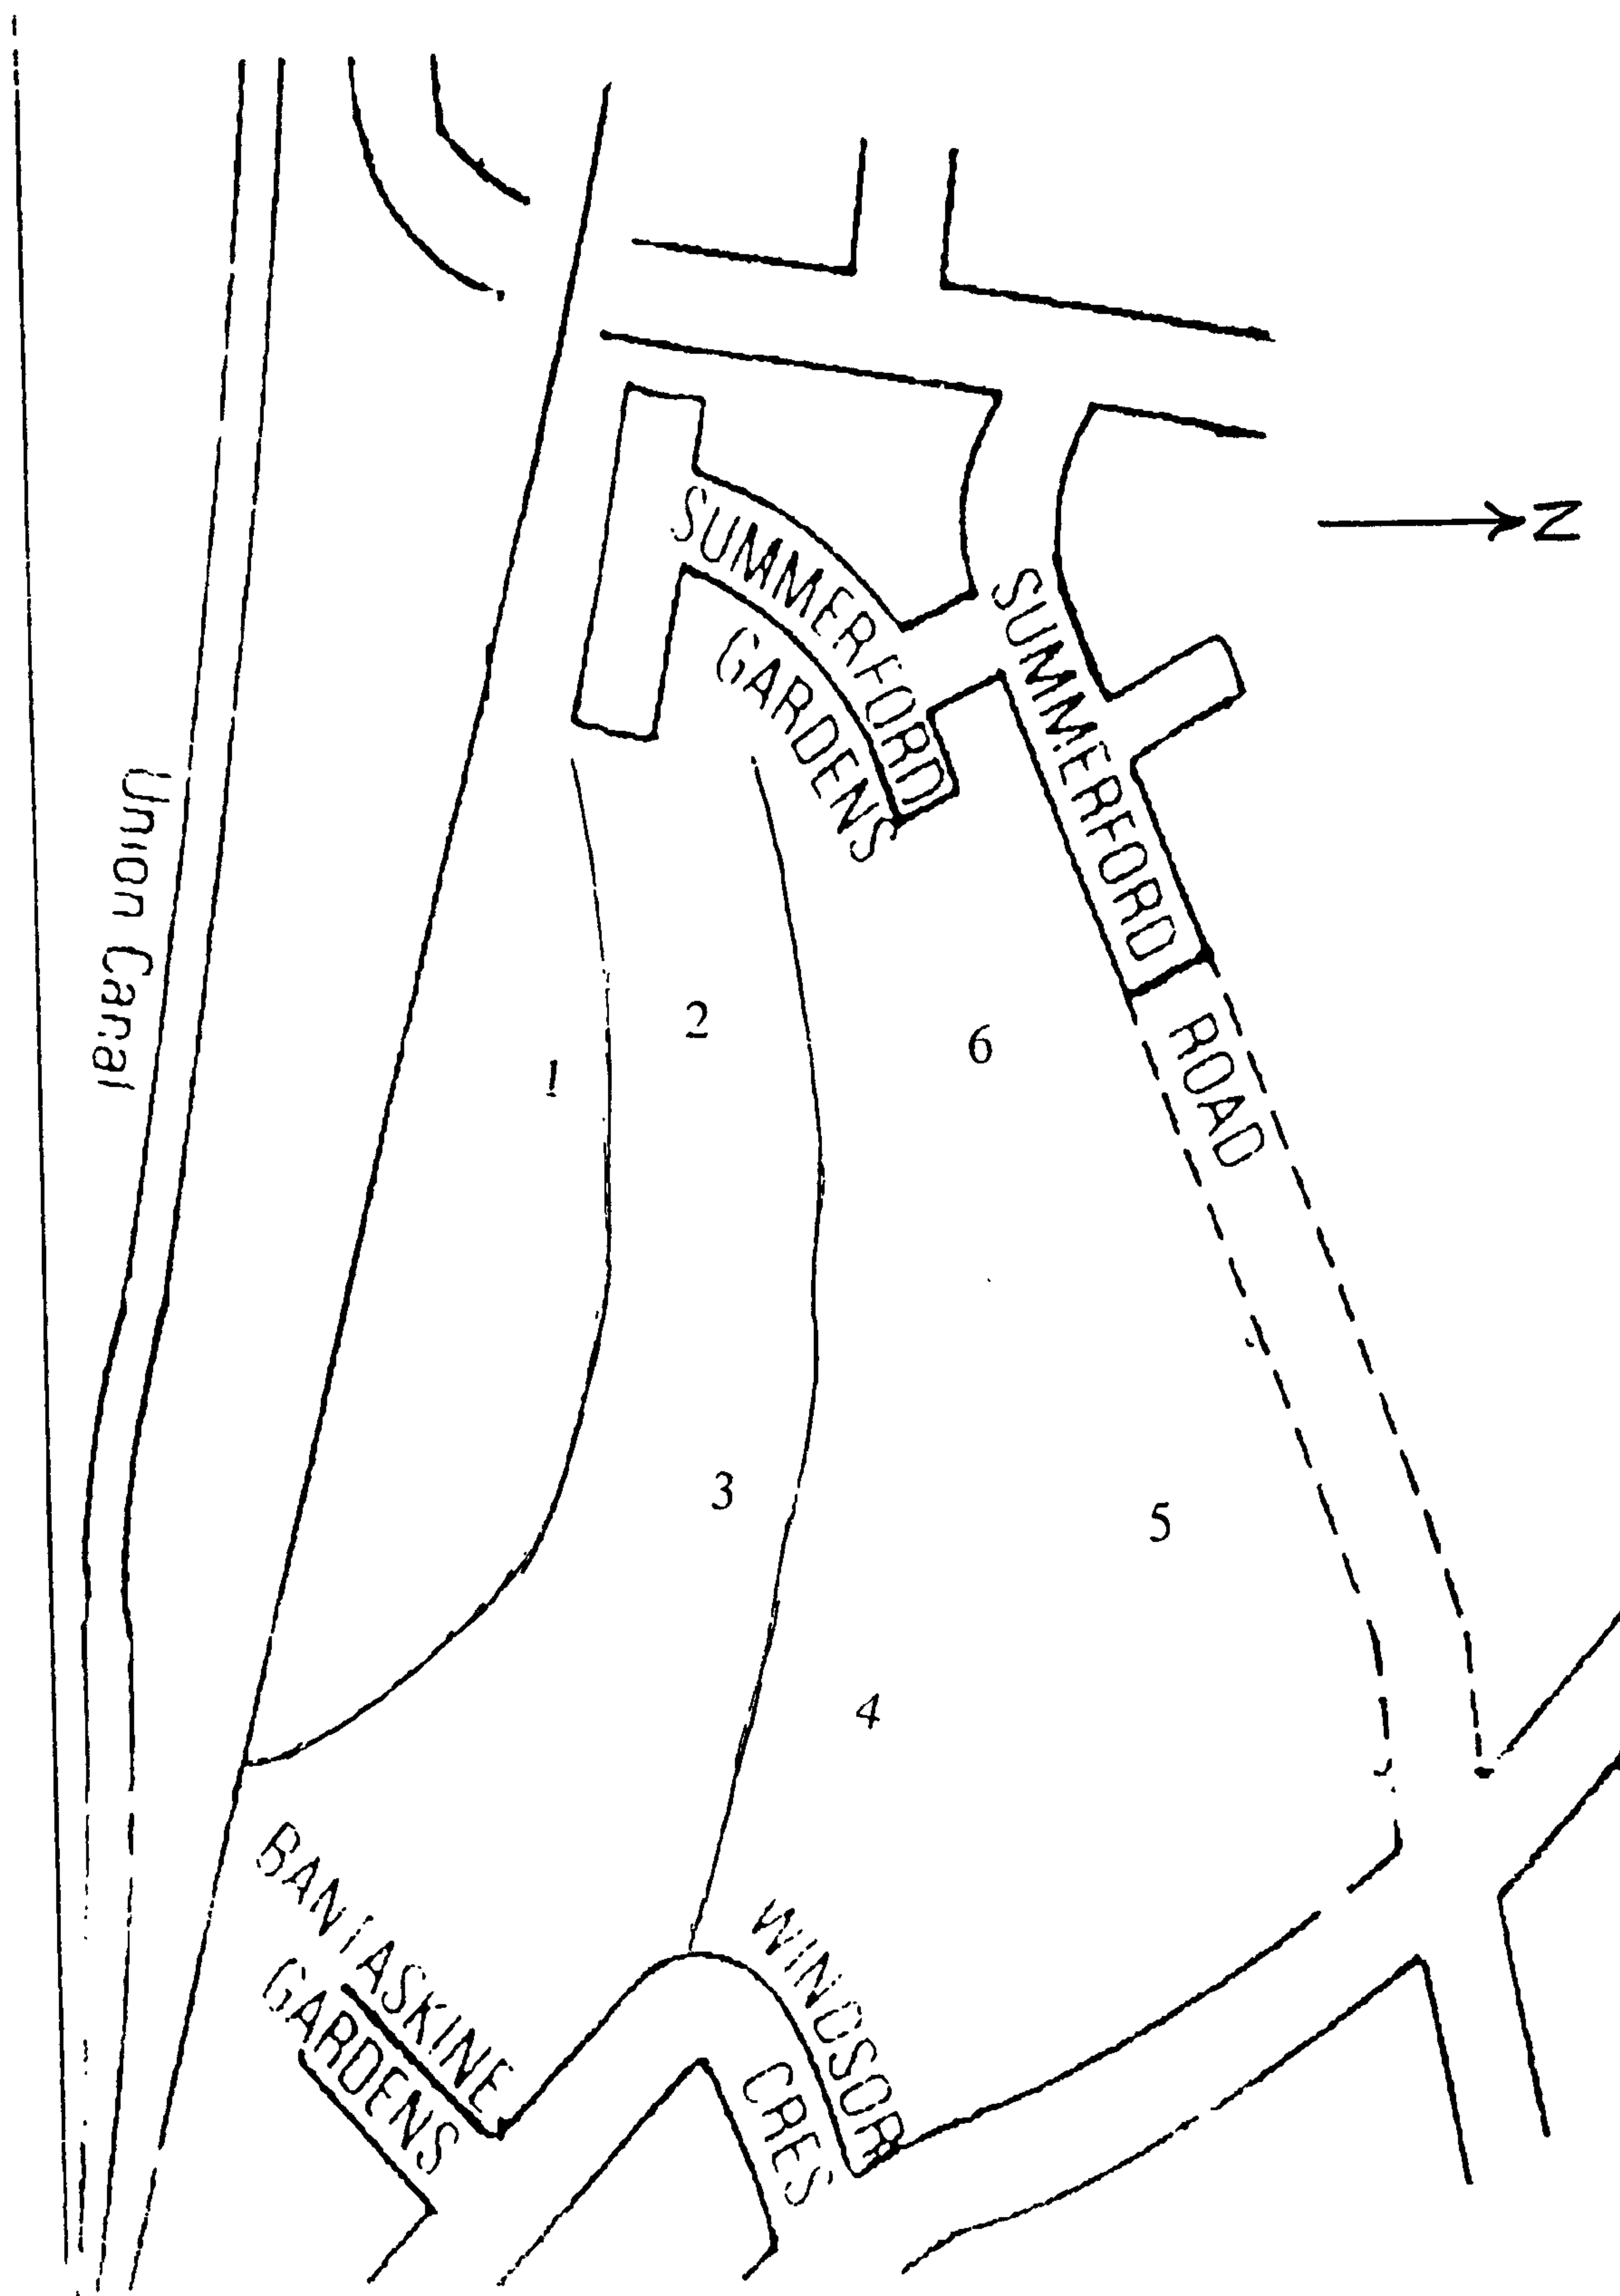 SUMMERFORD
GARDENS
SUMMERFORD ROAD
N
Union Canal
1
2
6
3
5
4
BANTASKINE
GARDENS
WINDSOR
CRES